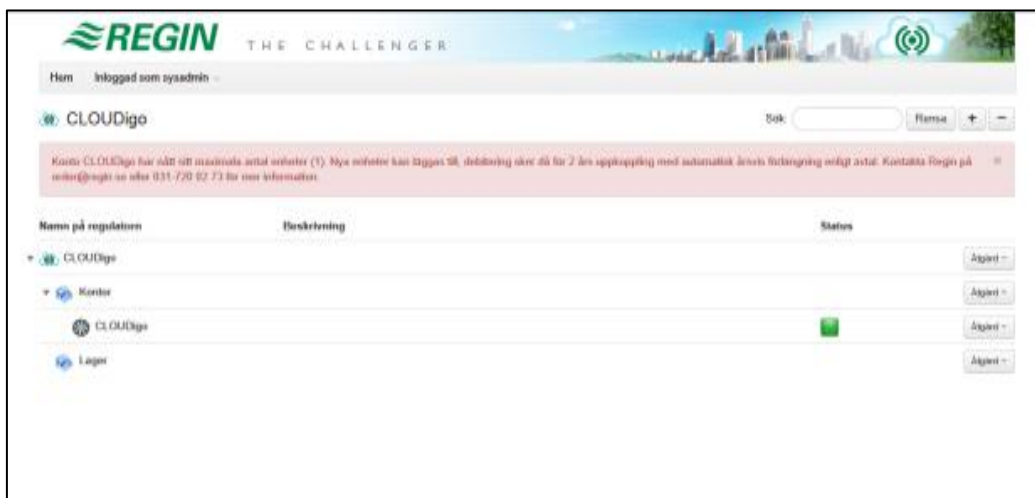 REGIN THE CHALLENGER
Hem Inloggad som sysadmin
CLOUDigo Sök: Rensa + −
Konto CLOUDigo har nått sitt maximala antal enheter (1). Nya enheter kan läggas till, debitering sker då för 2 års uppkoppling med automatisk årsvis förlängning enligt avtal. Kontakta Regin på
order@regin.se eller 031-720 02 73 för mer information.
Namn på regulatorn Beskrivning Status
CLOUDigo Åtgärd
Kontor Åtgärd
CLOUDigo Åtgärd
Lager Åtgärd